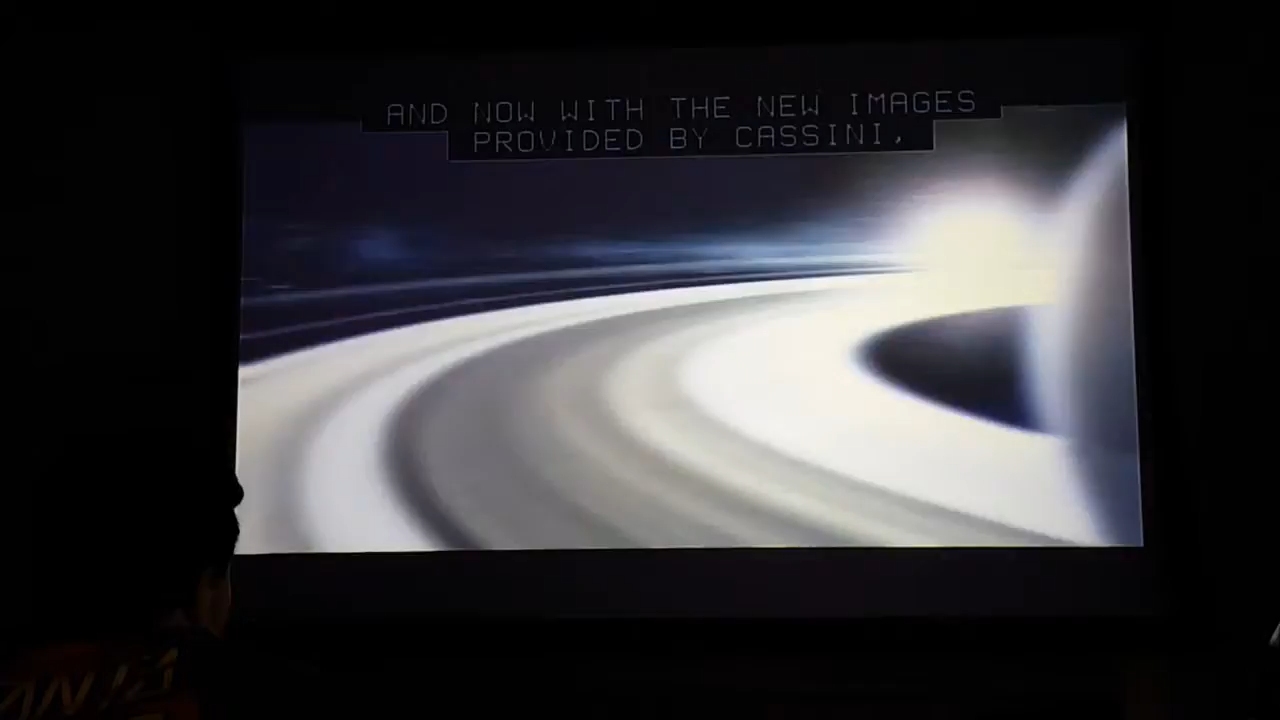 AND NOW WITH THE NEW IMAGES
PROVIDED BY CASSINI,